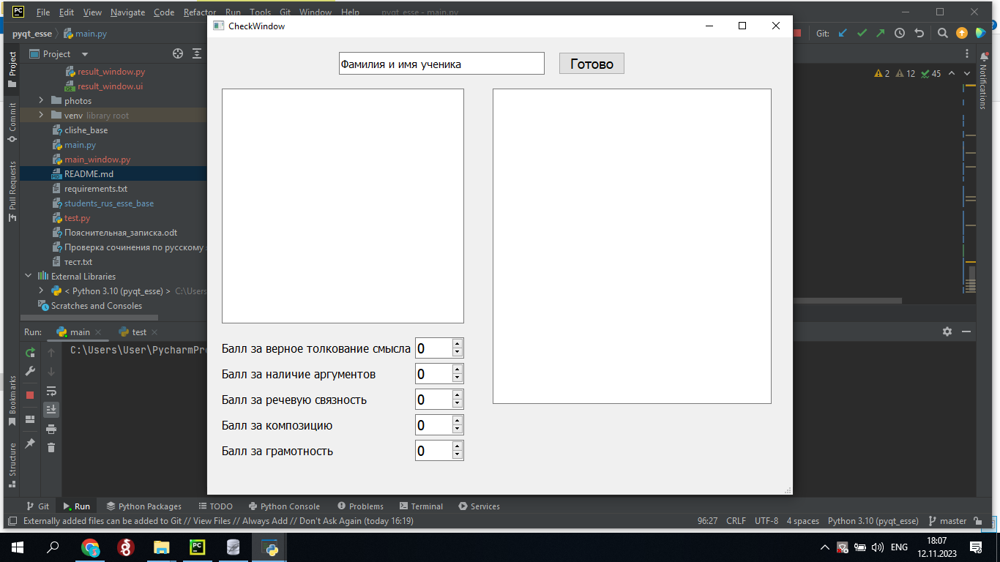 File Edit View Navigate Code Refactor Run Tools Git Window Help pyqt_esse - main.py
CheckWindow
pyqt_esse main.py
Git:
Project
Фамилия и имя ученика
Готово
2 12 45
result_window.py
result_window.ui
photos
venv library root
clishe_base
main.py
main_window.py
README.md
requirements.txt
students_rus_esse_base
test.py
Пояснительная_записка.odt
Проверка сочинения по русскому
тест.txt
External Libraries
< Python 3.10 (pyqt_esse) > C:\Users
Scratches and Consoles
Project
Commit
Pull Requests
Bookmarks
Structure
Notifications
Run: main test
C:\Users\User\PycharmPr
Балл за верное толкование смысла 0
Балл за наличие аргументов 0
Балл за речевую связность 0
Балл за композицию 0
Балл за грамотность 0
Git Run Python Packages TODO Python Console Problems Terminal Services
Externally added files can be added to Git // View Files // Always Add // Don't Ask Again (today 16:19)
96:27 CRLF UTF-8 4 spaces Python 3.10 (pyqt_esse) master
ENG
18:07
12.11.2023